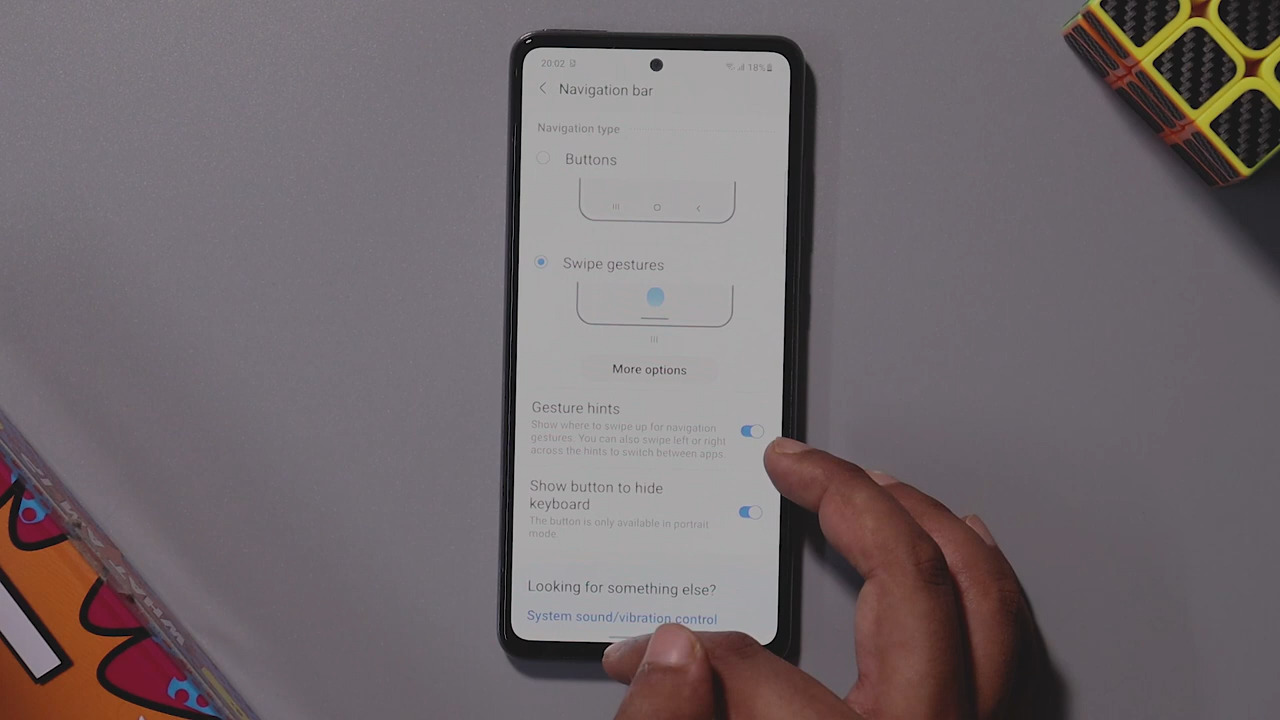 20:02
18%
Navigation bar
Navigation type
Buttons
Swipe gestures
More options
Gesture hints
Show where to swipe up for navigation
gestures. You can also swipe left or right
across the hints to switch between apps.
Show button to hide
keyboard
The button is only available in portrait
mode.
Looking for something else?
System sound/vibration control